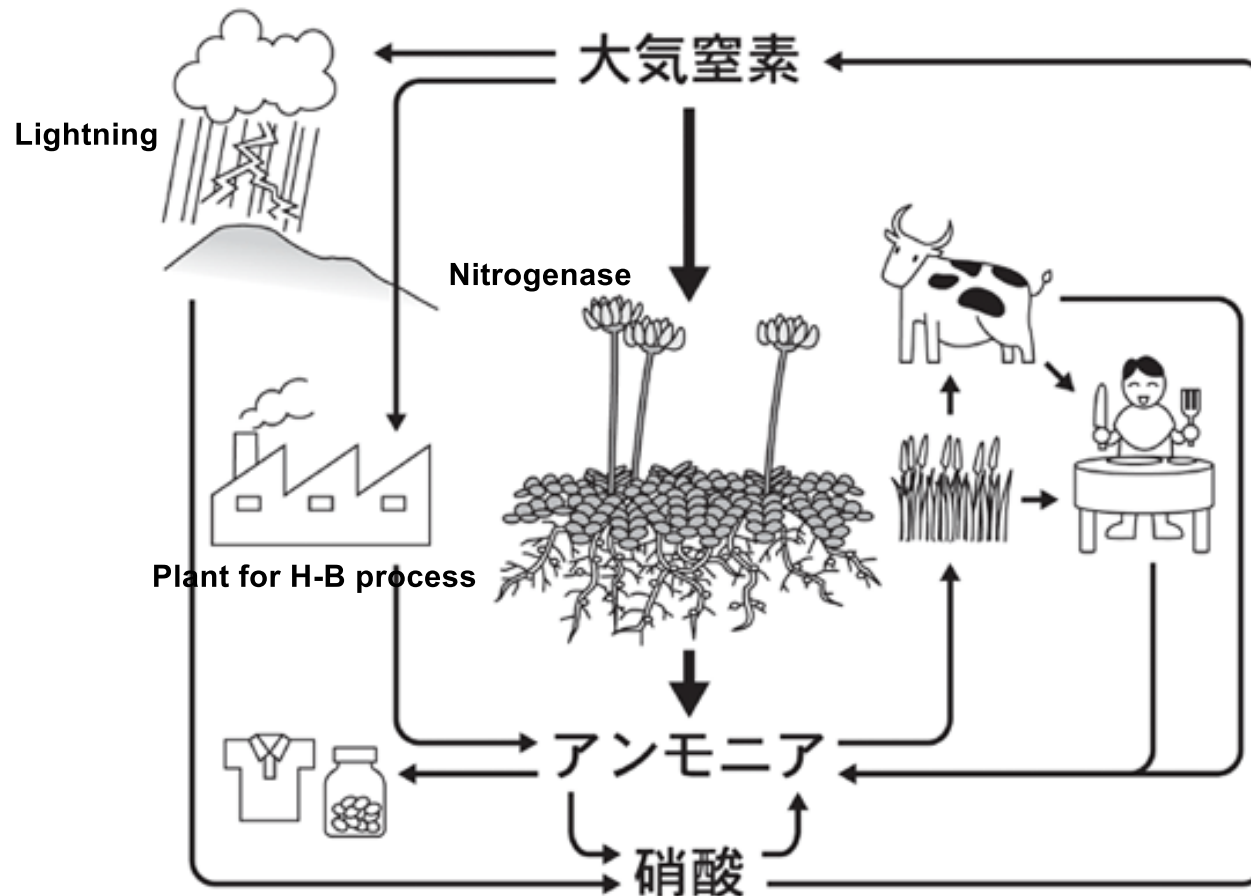 大気窒素
Lightning
Nitrogenase
Plant for H-B process
アンモニア
硝酸